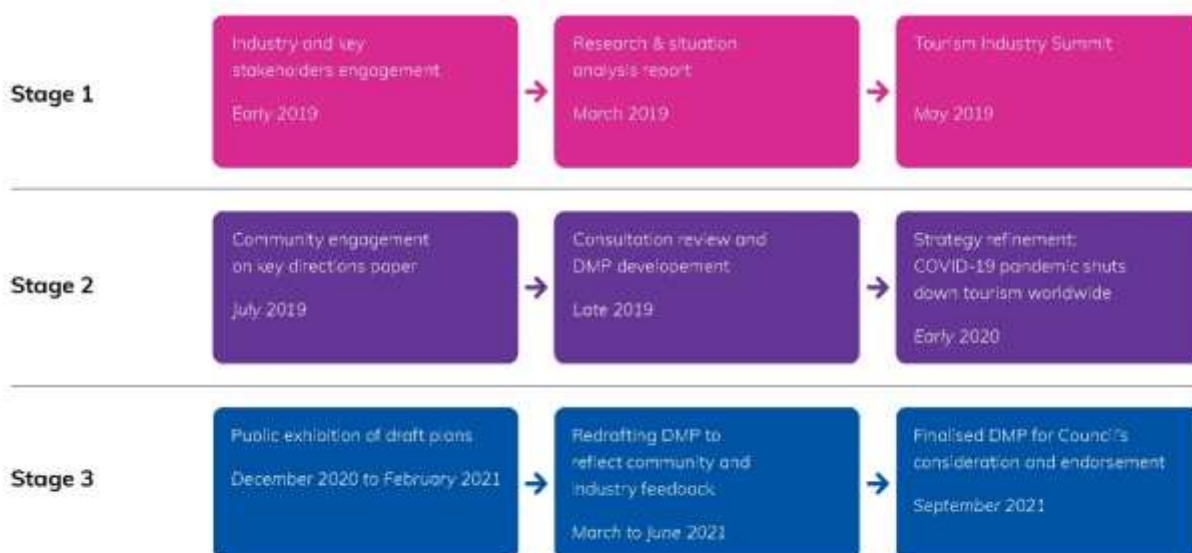 Stage 1
Industry and key
stakeholders engagement
Early 2019
Research & situation
analysis report
March 2019
Tourism Industry Summit
May 2019
Stage 2
Community engagement
on key directions paper
July 2019
Consultation review and
DMP developement
Late 2019
Strategy refinement:
COVID-19 pandemic shuts
down tourism worldwide
Early 2020
Stage 3
Public exhibition of draft plans
December 2020 to February 2021
Redrafting DMP to
reflect community and
industry feedback
March to June 2021
Finalised DMP for Council's
consideration and endorsement
September 2021